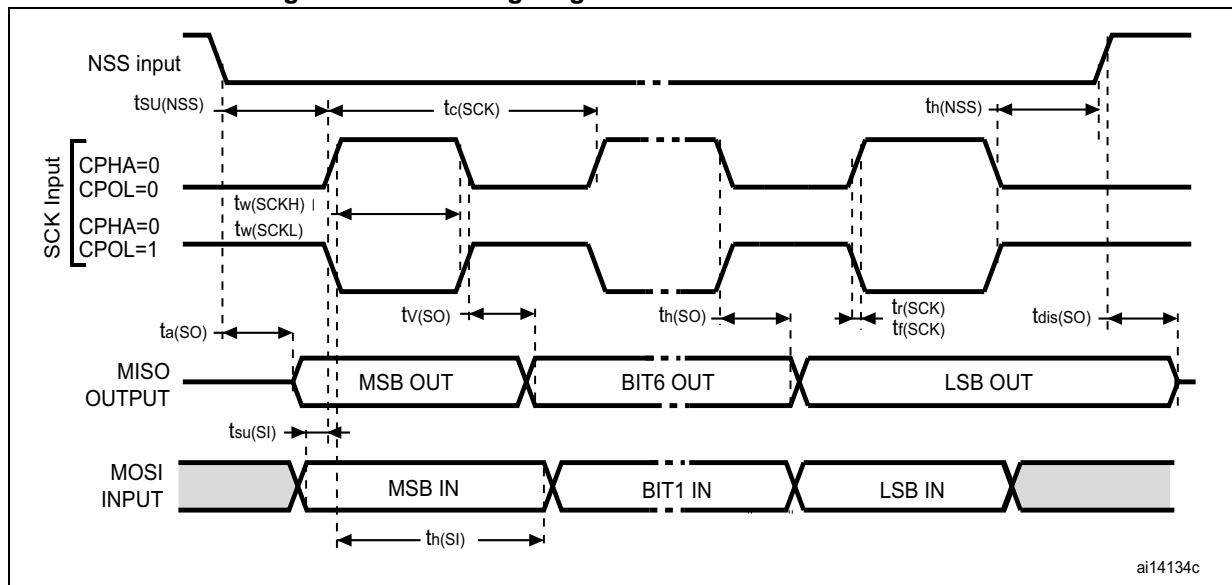 NSS input
tSU(NSS)
tc(SCK)
th(NSS)
SCK Input
CPHA=0
CPOL=0
tw(SCKH)
CPHA=0
tw(SCKL)
CPOL=1
ta(SO)
tV(SO)
th(SO)
tr(SCK)
tf(SCK)
tdis(SO)
MISO
OUTPUT
MSB OUT
BIT6 OUT
LSB OUT
tsu(SI)
MOSI
INPUT
MSB IN
BIT1 IN
LSB IN
th(SI)
ai14134c